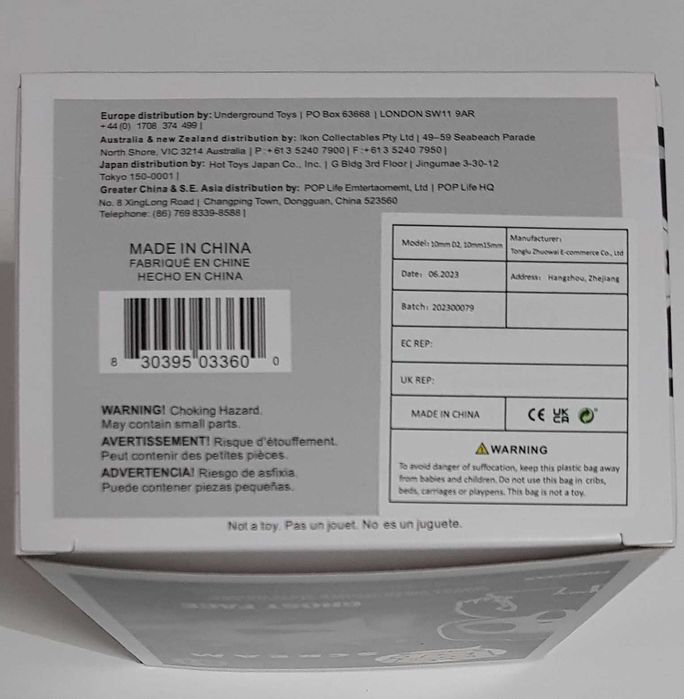 Europe distribution by: Underground Toys | PO Box 63668 | LONDON SW11 9AR
+44 (0) 1708 374 499 |
Australia & new Zealand distribution by: Ikon Collectables Pty Ltd | 49-59 Seabeach Parade
North Shore, VIC 3214 Australia | P:+61 3 5240 7900 | F:+61 3 5240 7950 |
Japan distribution by: Hot Toys Japan Co., Inc. | G Bldg 3rd Floor | Jingumae 3-30-12
Tokyo 150-0001 |
Greater China & S.E. Asia distribution by: POP Life Emtertaomemt, Ltd | POP Life HQ
No. 8 XingLong Road | Changping Town, Dongguan, China 523560
Telephone: (86) 769 8339-8588 |
MADE IN CHINA
FABRIQUÉ EN CHINE
HECHO EN CHINA
8 30395 03360 0
WARNING! Choking Hazard.
May contain small parts.
AVERTISSEMENT! Risque d'étouffement.
Peut contenir des petites pièces.
ADVERTENCIA! Riesgo de asfixia.
Puede contener piezas pequeñas.
Model: 10mm D2, 10mm15mm
Manufacturer:
Tonglu Zhuowai E-commerce Co., Ltd
Date: 06.2023
Address: Hangzhou, Zhejiang
Batch: 202300079
EC REP:
UK REP:
MADE IN CHINA
CE UK CA
WARNING
To avoid danger of suffocation, keep this plastic bag away
from babies and children. Do not use this bag in cribs,
beds, carriages or playpens. This bag is not a toy.
Not a toy. Pas un jouet. No es un juguete.
GHOST FACE
SCREAM